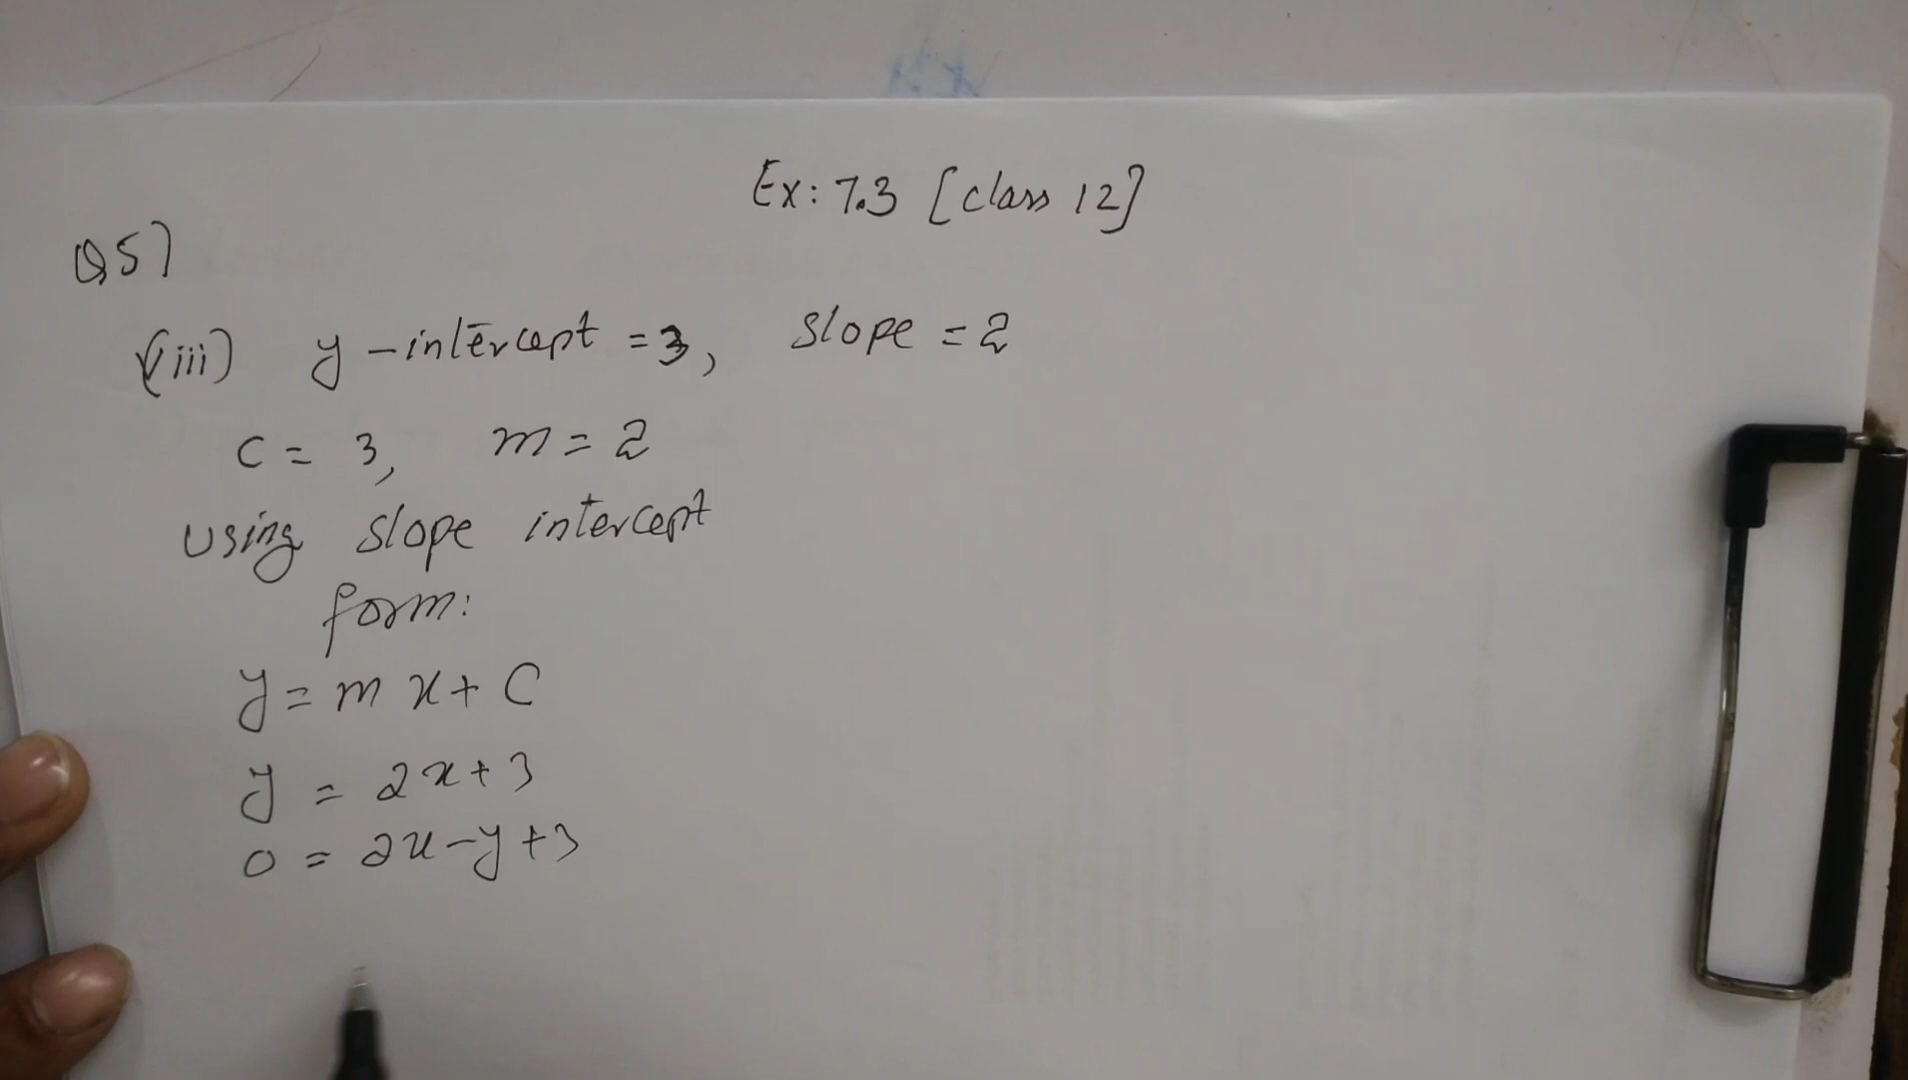 Ex: 7.3 [class 12]
Q5)
(iii) y-intercept = 3, slope = 2
c = 3, m = 2
using slope intercept
form:
y = mx + c
y = 2x + 3
0 = 2x - y + 3